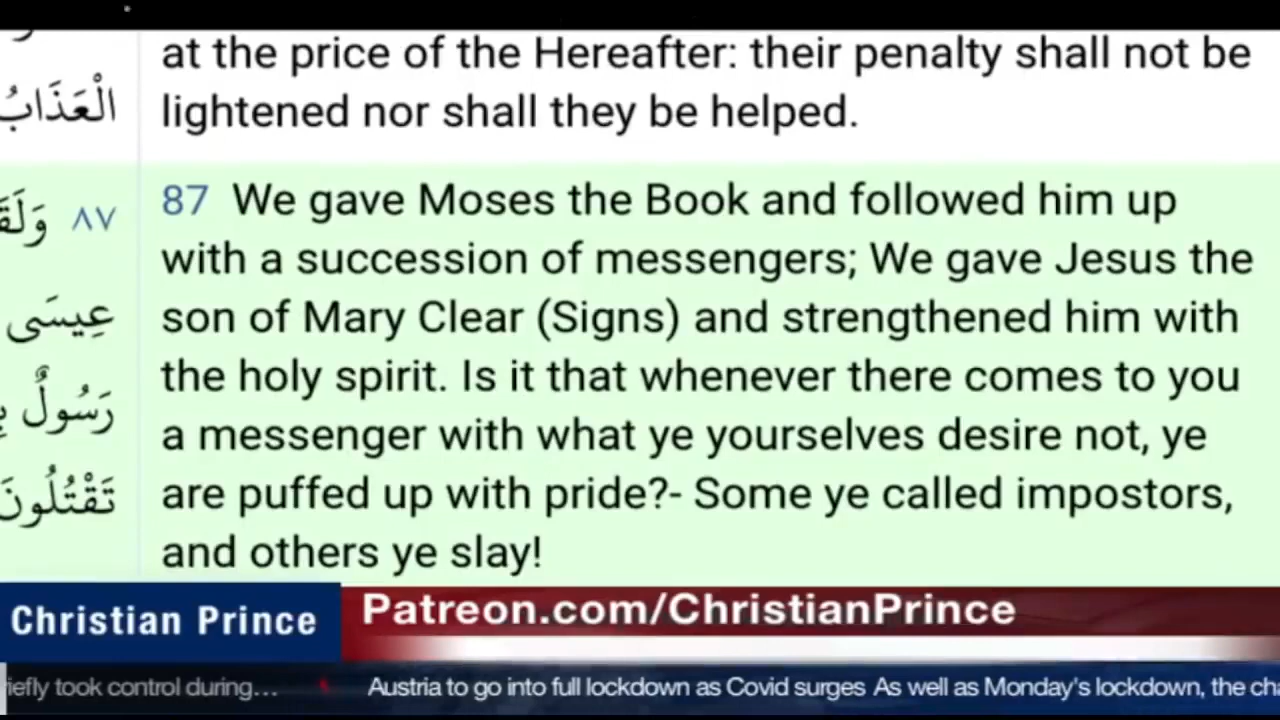 at the price of the Hereafter: their penalty shall not be
الْعَذَابُ
lightened nor shall they be helped.
٨٧ وَلَقَ
87 We gave Moses the Book and followed him up
with a succession of messengers; We gave Jesus the
عِيسَى
son of Mary Clear (Signs) and strengthened him with
the holy spirit. Is it that whenever there comes to you
رَسُولٌ
a messenger with what ye yourselves desire not, ye
تَقْتُلُونَ
are puffed up with pride?- Some ye called impostors,
and others ye slay!
Christian Prince
Patreon.com/ChristianPrince
iefly took control during... Austria to go into full lockdown as Covid surges As well as Monday's lockdown, the cha